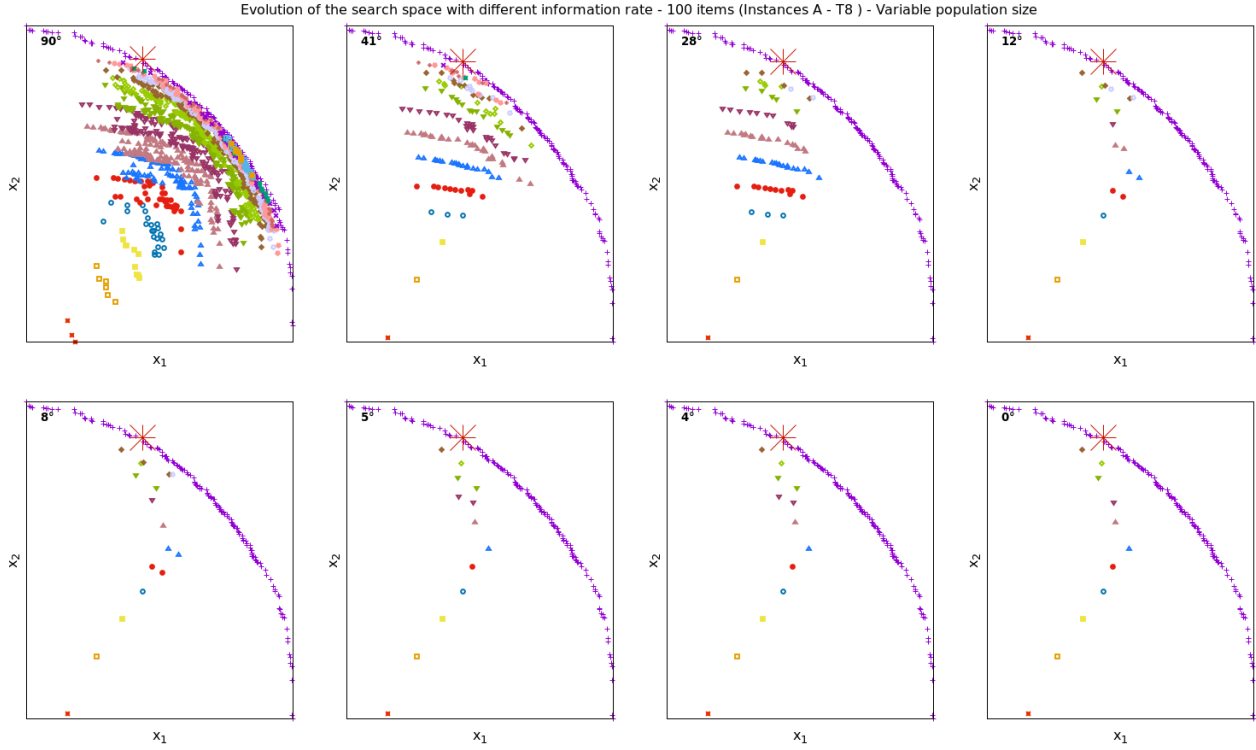 Evolution of the search space with different information rate - 100 items (Instances A - T8 ) - Variable population size
90°
41°
28°
12°
x2
x2
x2
x2
x1
x1
x1
x1
8°
5°
4°
0°
x2
x2
x2
x2
x1
x1
x1
x1